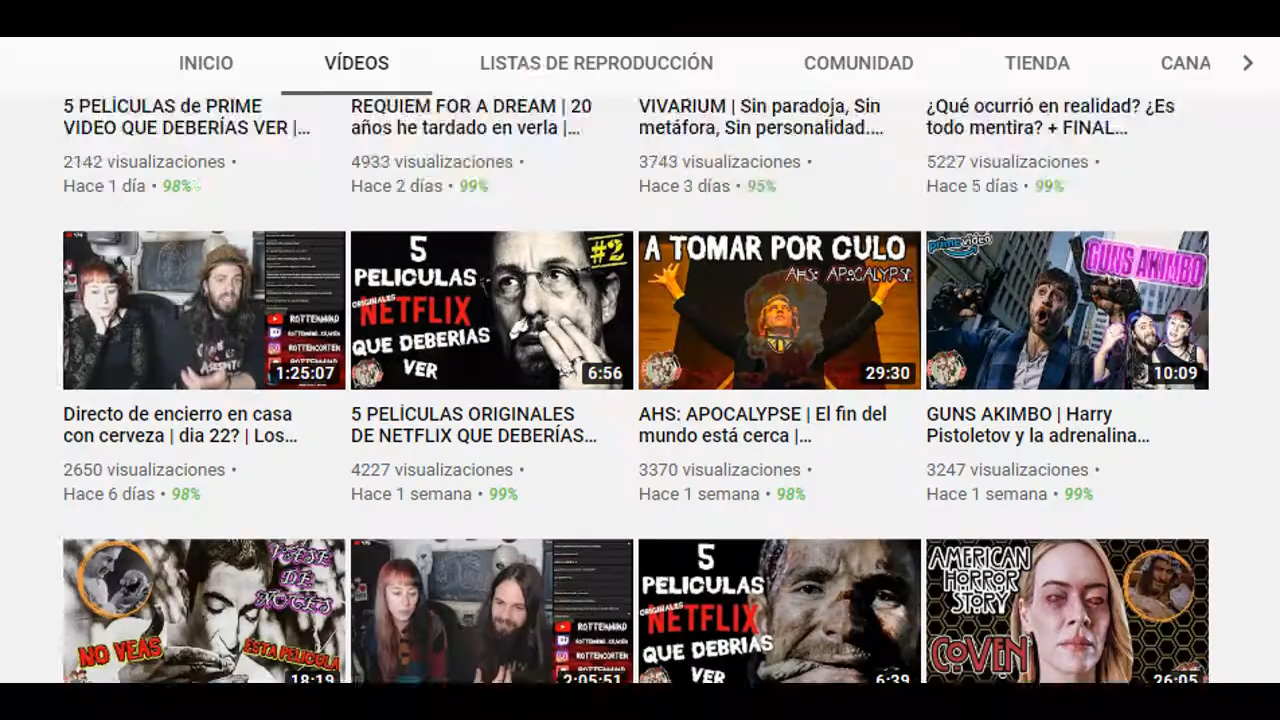 INICIO VÍDEOS LISTAS DE REPRODUCCIÓN COMUNIDAD TIENDA CANA
5 PELÍCULAS de PRIME
VIDEO QUE DEBERÍAS VER |...
2142 visualizaciones •
Hace 1 día • 98%
REQUIEM FOR A DREAM | 20
años he tardado en verla |...
4933 visualizaciones •
Hace 2 días • 99%
VIVARIUM | Sin paradoja, Sin
metáfora, Sin personalidad....
3743 visualizaciones •
Hace 3 días • 95%
¿Qué ocurrió en realidad? ¿Es
todo mentira? + FINAL...
5227 visualizaciones •
Hace 5 días • 99%
ROTTENMIND
ROTTENCORTEN
1:25:07
Directo de encierro en casa
con cerveza | dia 22? | Los...
2650 visualizaciones •
Hace 6 días • 98%
#2
5
PELICULAS
ORIGINALES
NETFLIX
QUE DEBERIAS
VER
6:56
5 PELÍCULAS ORIGINALES
DE NETFLIX QUE DEBERÍAS...
4227 visualizaciones •
Hace 1 semana • 99%
A TOMAR POR CULO
AHS: APOCALYPSE
29:30
AHS: APOCALYPSE | El fin del
mundo está cerca |...
3370 visualizaciones •
Hace 1 semana • 98%
prime video
GUNS AKIMBO
10:09
GUNS AKIMBO | Harry
Pistoletov y la adrenalina...
3247 visualizaciones •
Hace 1 semana • 99%
VIESE
DE
NOCES
NO VEAS
ESTA PELICULA
18:19
ROTTENMIND
ROTTENCORTEN
2:05:51
5
PELICULAS
ORIGINALES
NETFLIX
QUE DEBRIAS
VER
6:39
AMERICAN
HORROR
STORY
COVEN
26:05